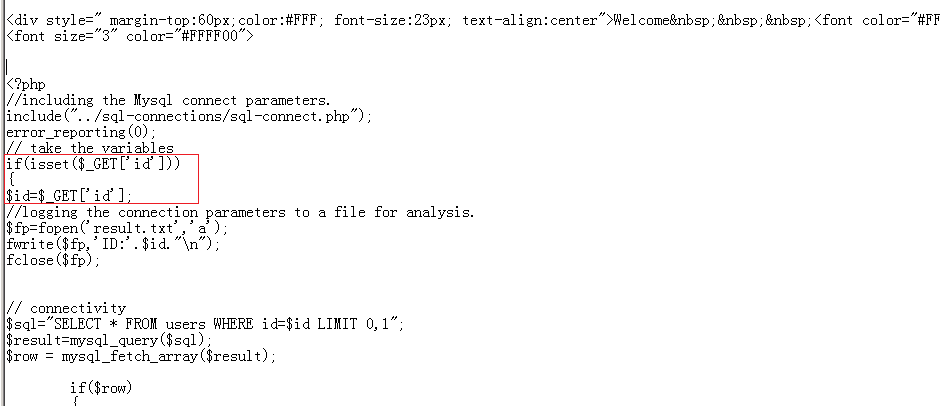 <div style=" margin-top:60px;color:#FFF; font-size:23px; text-align:center">Welcome&nbsp;&nbsp;&nbsp;<font color="#FF
<font size="3" color="#FFFF00">
<?php
//including the Mysql connect parameters.
include("../sql-connections/sql-connect.php");
error_reporting(0);
// take the variables
if(isset($_GET['id']))
{
$id=$_GET['id'];
//logging the connection parameters to a file for analysis.
$fp=fopen('result.txt','a');
fwrite($fp,'ID:'.$id."\n");
fclose($fp);
// connectivity
$sql="SELECT * FROM users WHERE id=$id LIMIT 0,1";
$result=mysql_query($sql);
$row = mysql_fetch_array($result);
if($row)
{